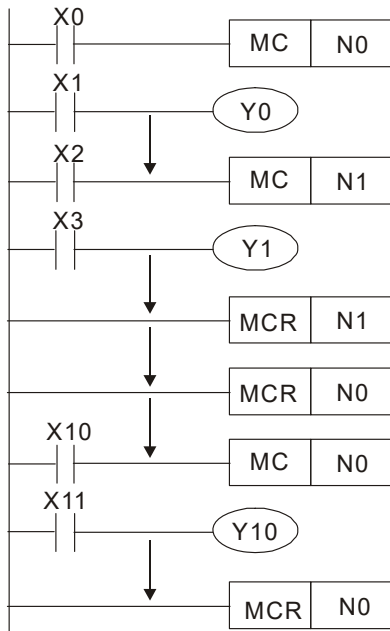 X0
MC N0
X1
Y0
X2
MC N1
X3
Y1
MCR N1
MCR N0
X10
MC N0
X11
Y10
MCR N0